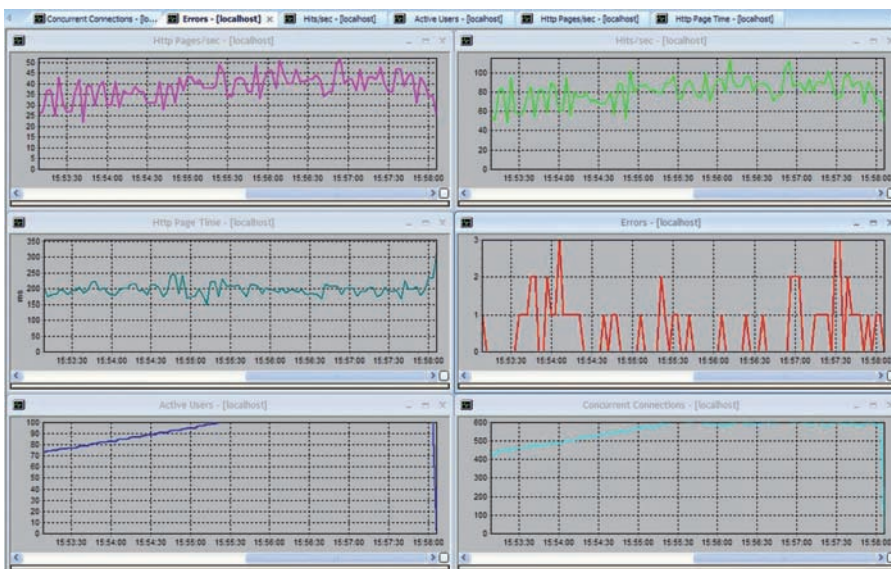 Concurrent Connections - [lo...
Errors - [localhost]
Hits/sec - [localhost]
Active Users - [localhost]
Http Pages/sec - [localhost]
Http Page Time - [localhost]
Http Pages/sec - [localhost]
50
45
40
35
30
25
20
15
10
5
0
15:53:30 15:54:00 15:54:30 15:55:00 15:55:30 15:56:00 15:56:30 15:57:00 15:57:30 15:58:00
Hits/sec - [localhost]
100
80
60
40
20
0
15:53:30 15:54:00 15:54:30 15:55:00 15:55:30 15:56:00 15:56:30 15:57:00 15:57:30 15:58:00
Http Page Time - [localhost]
350
300
250
200
150
100
50
0
ms
15:53:30 15:54:00 15:54:30 15:55:00 15:55:30 15:56:00 15:56:30 15:57:00 15:57:30 15:58:00
Errors - [localhost]
3
2
1
0
15:53:30 15:54:00 15:54:30 15:55:00 15:55:30 15:56:00 15:56:30 15:57:00 15:57:30 15:58:00
Active Users - [localhost]
100
90
80
70
60
50
40
30
20
10
0
15:53:30 15:54:00 15:54:30 15:55:00 15:55:30 15:56:00 15:56:30 15:57:00 15:57:30 15:58:00
Concurrent Connections - [localhost]
600
500
400
300
200
100
0
15:53:30 15:54:00 15:54:30 15:55:00 15:55:30 15:56:00 15:56:30 15:57:00 15:57:30 15:58:00